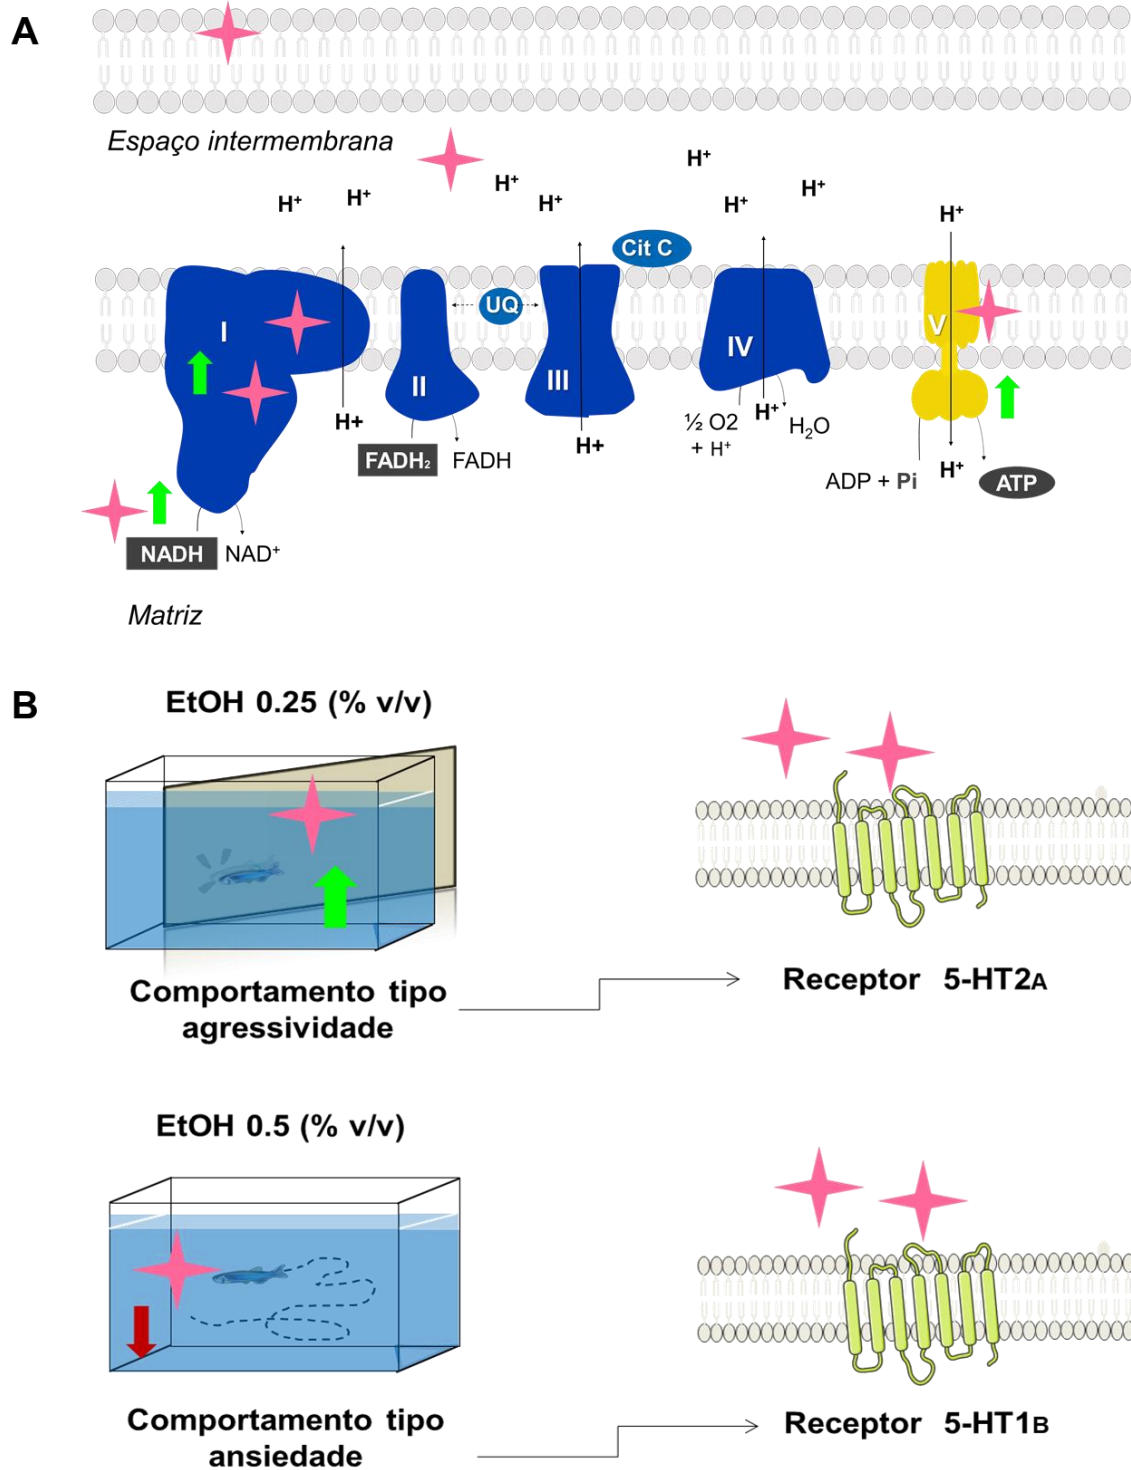 A
Espaço intermembrana
H⁺
H⁺
H⁺
H⁺
H⁺
H⁺
H⁺
H⁺
Cit C
UQ
I
II
III
IV
V
H+
H+
H⁺
FADH₂ FADH
½ O2
+ H⁺
H₂O
ADP + Pi
H⁺
ATP
NADH NAD⁺
Matriz
B
EtOH 0.25 (% v/v)
Comportamento tipo
agressividade
Receptor 5-HT2A
EtOH 0.5 (% v/v)
Comportamento tipo
ansiedade
Receptor 5-HT1B